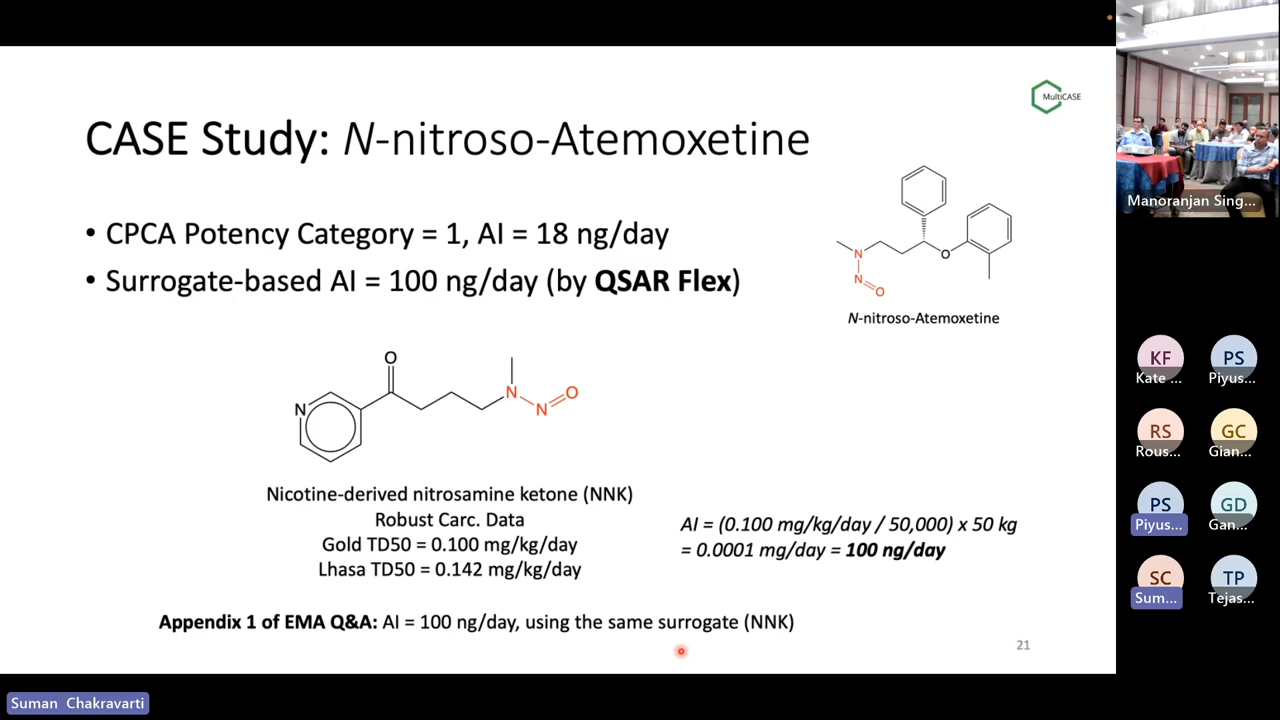 MultiCASE
CASE Study: N-nitroso-Atemoxetine
• CPCA Potency Category = 1, AI = 18 ng/day
• Surrogate-based AI = 100 ng/day (by QSAR Flex)
O
N
N
O
N-nitroso-Atemoxetine
O
N
N
N
O
Nicotine-derived nitrosamine ketone (NNK)
Robust Carc. Data
Gold TD50 = 0.100 mg/kg/day
Lhasa TD50 = 0.142 mg/kg/day
AI = (0.100 mg/kg/day / 50,000) x 50 kg
= 0.0001 mg/day = 100 ng/day
Appendix 1 of EMA Q&A: AI = 100 ng/day, using the same surrogate (NNK)
21
Manoranjan Sing...
KF
Kate ...
PS
Piyus...
RS
Rous...
GC
Gian...
PS
Piyus...
GD
Gan...
SC
Sum...
TP
Tejas...
Suman Chakravarti